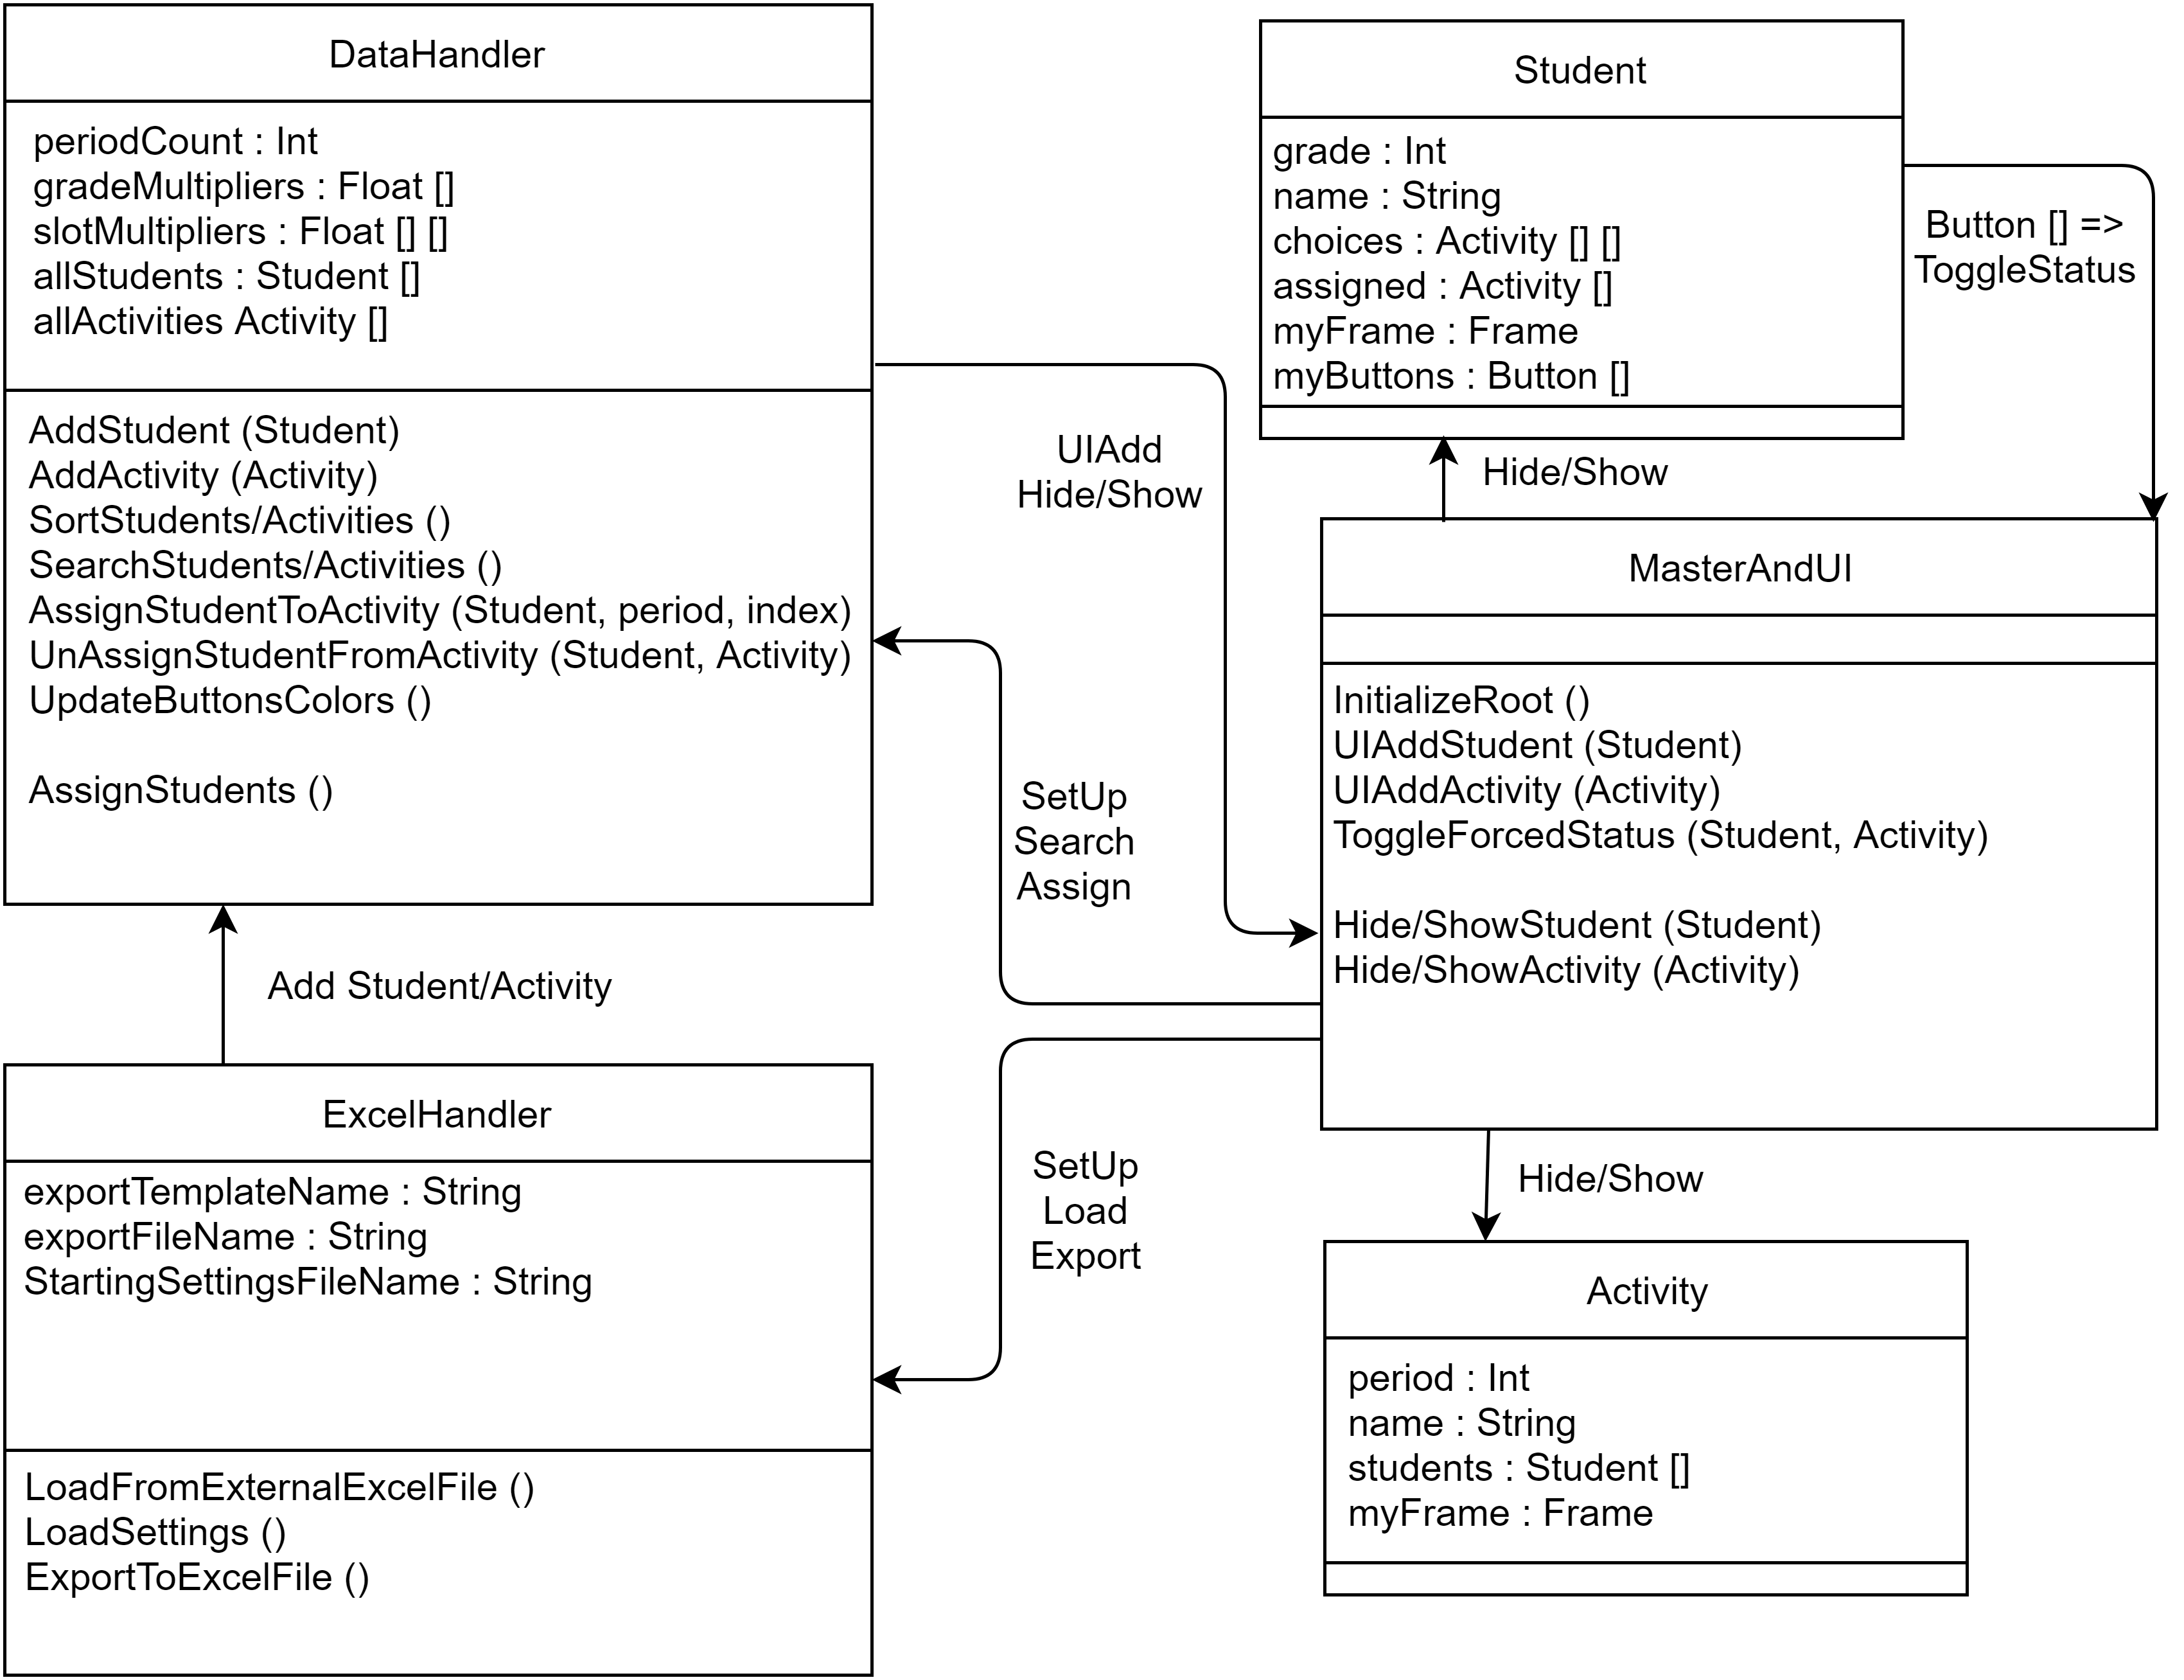 DataHandler
periodCount : Int
gradeMultipliers : Float []
slotMultipliers : Float [] []
allStudents : Student []
allActivities Activity []
AddStudent (Student)
AddActivity (Activity)
SortStudents/Activities ()
SearchStudents/Activities ()
AssignStudentToActivity (Student, period, index)
UnAssignStudentFromActivity (Student, Activity)
UpdateButtonsColors ()
AssignStudents ()
Student
grade : Int
name : String
choices : Activity [] []
assigned : Activity []
myFrame : Frame
myButtons : Button []
Button [] =>
ToggleStatus
UIAdd
Hide/Show
Hide/Show
MasterAndUI
InitializeRoot ()
UIAddStudent (Student)
UIAddActivity (Activity)
ToggleForcedStatus (Student, Activity)
Hide/ShowStudent (Student)
Hide/ShowActivity (Activity)
SetUp
Search
Assign
Add Student/Activity
ExcelHandler
exportTemplateName : String
exportFileName : String
StartingSettingsFileName : String
LoadFromExternalExcelFile ()
LoadSettings ()
ExportToExcelFile ()
SetUp
Load
Export
Hide/Show
Activity
period : Int
name : String
students : Student []
myFrame : Frame